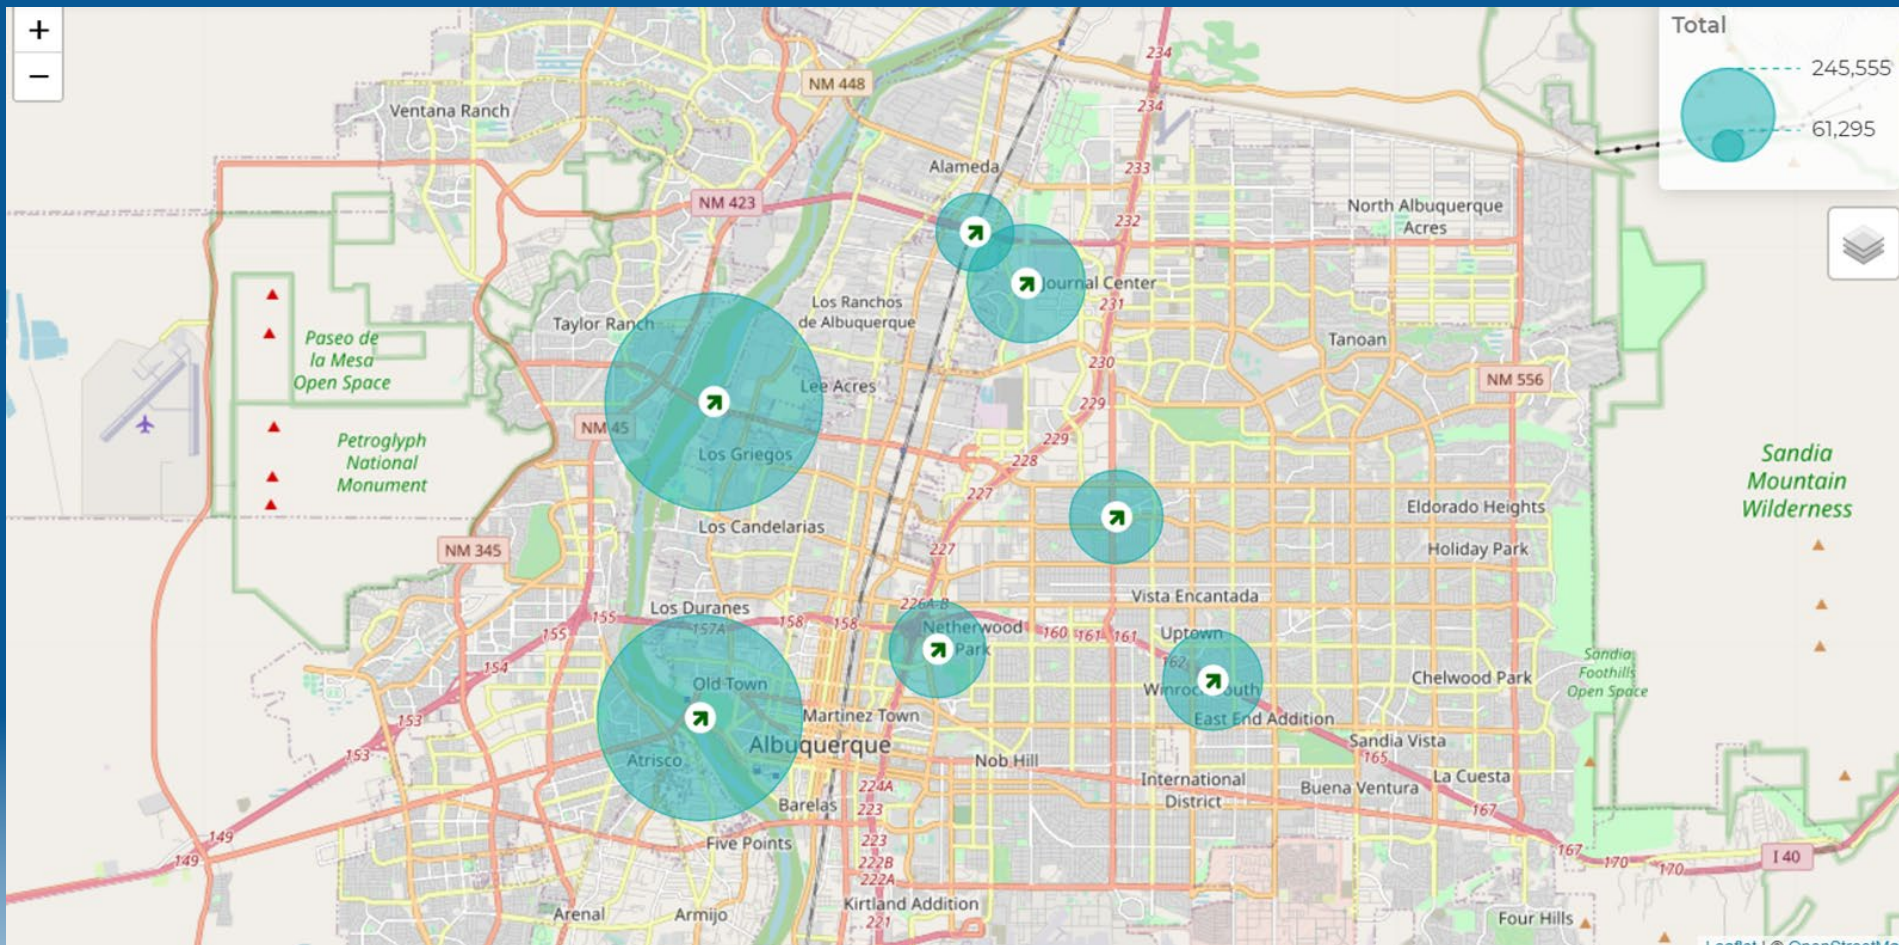 +
−
Total
245,555
61,295
234
NM 448
Ventana Ranch
234
Alameda
233
NM 423
North Albuquerque
Acres
232
Journal Center
Los Ranchos
de Albuquerque
231
Taylor Ranch
Paseo de
la Mesa
Open Space
Tanoan
230
Lee Acres
NM 556
229
NM 45
Petroglyph
National
Monument
229
Los Griegos
228
Sandia
Mountain
Wilderness
227
Eldorado Heights
Los Candelarias
NM 345
227
Holiday Park
Vista Encantada
226A-B
Los Duranes
155
157A
158
158
Netherwood
Park
160
161
161
Uptown
155
162
154
Sandia
Foothills
Open Space
Old Town
Chelwood Park
153
Martinez Town
East End Addition
153
Albuquerque
Sandia Vista
Atrisco
Nob Hill
165
International
District
La Cuesta
224A
Buena Ventura
Barelas
223
167
149
Five Points
223
167
149
222B
170
170
I 40
222A
Kirtland Addition
Arenal
Armijo
221
Four Hills